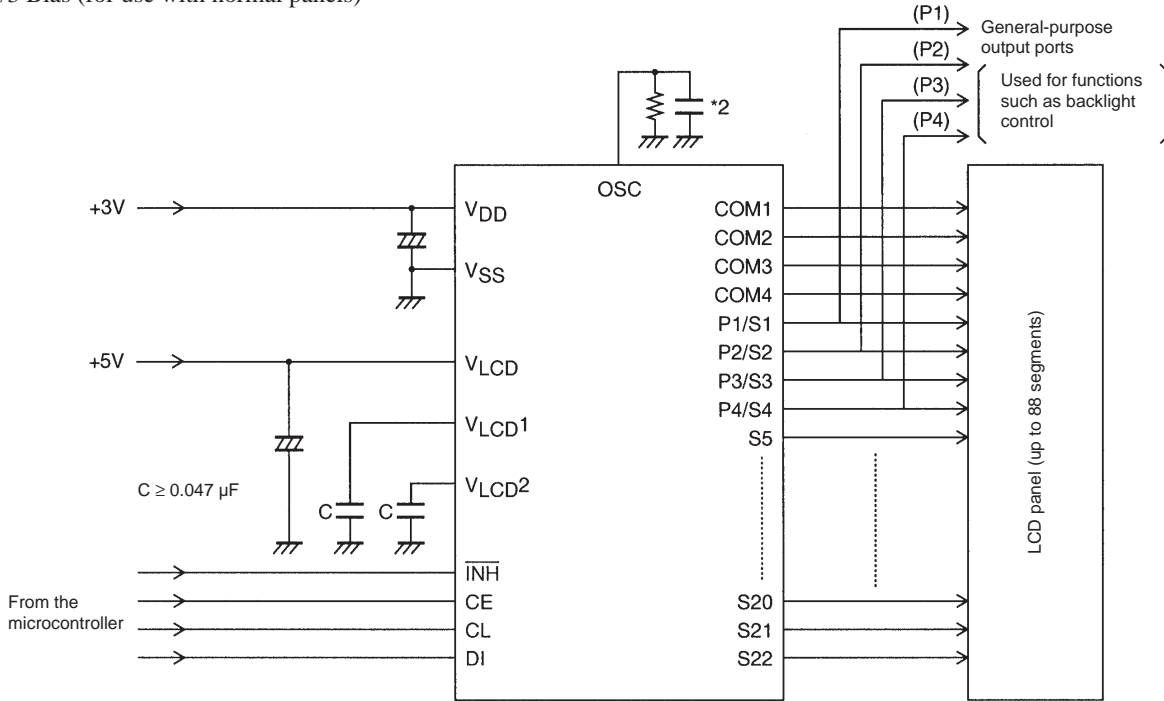 /3 Bias (for use with normal panels)
(P1)
General-purpose
output ports
(P2)
(P3)
Used for functions
such as backlight
control
(P4)
*2
OSC
+3V
VDD
VSS
+5V
VLCD
VLCD1
VLCD2
C ≥ 0.047 µF
C
C
From the
microcontroller
INH
CE
CL
DI
COM1
COM2
COM3
COM4
P1/S1
P2/S2
P3/S3
P4/S4
S5
S20
S21
S22
LCD panel (up to 88 segments)